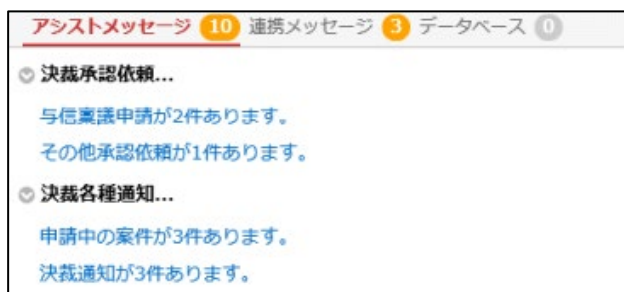 アシストメッセージ 10 連携メッセージ 3 データベース 0
決裁承認依頼...
与信稟議申請が2件あります。
その他承認依頼が1件あります。
決裁各種通知...
申請中の案件が3件あります。
決裁通知が3件あります。